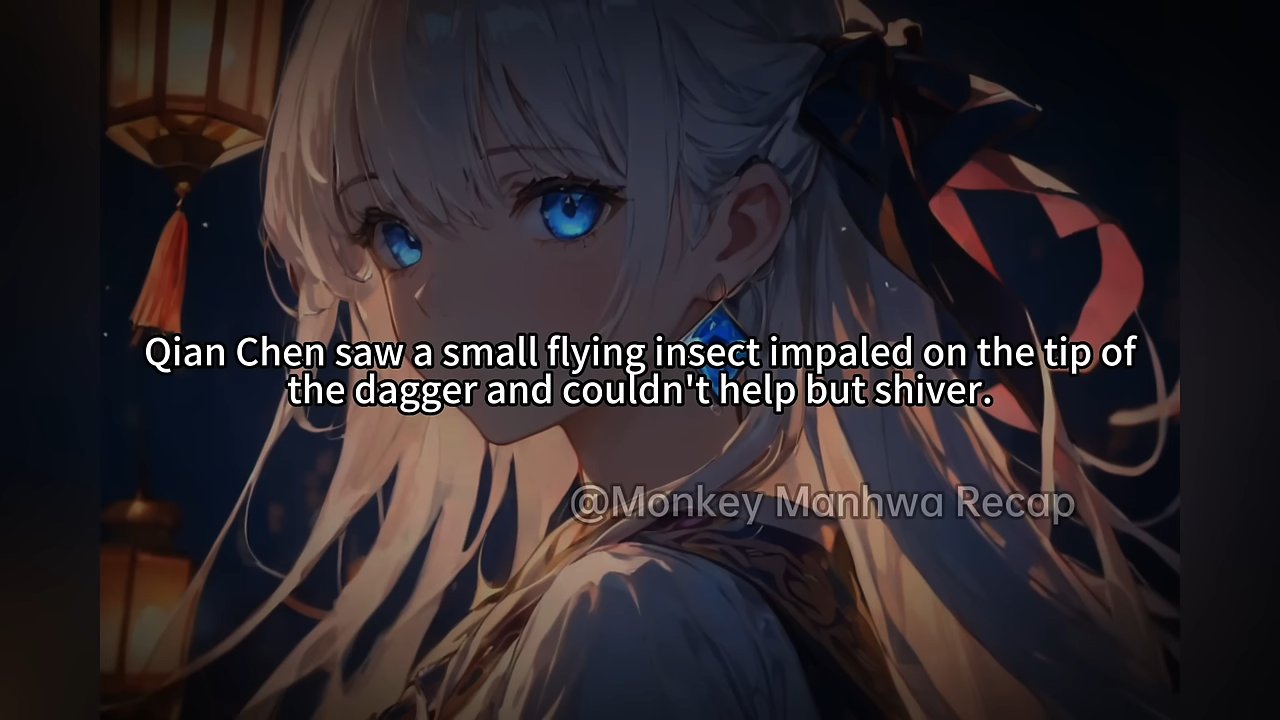 Qian Chen saw a small flying insect impaled on the tip of
the dagger and couldn't help but shiver.
@Monkey Manhwa Recap